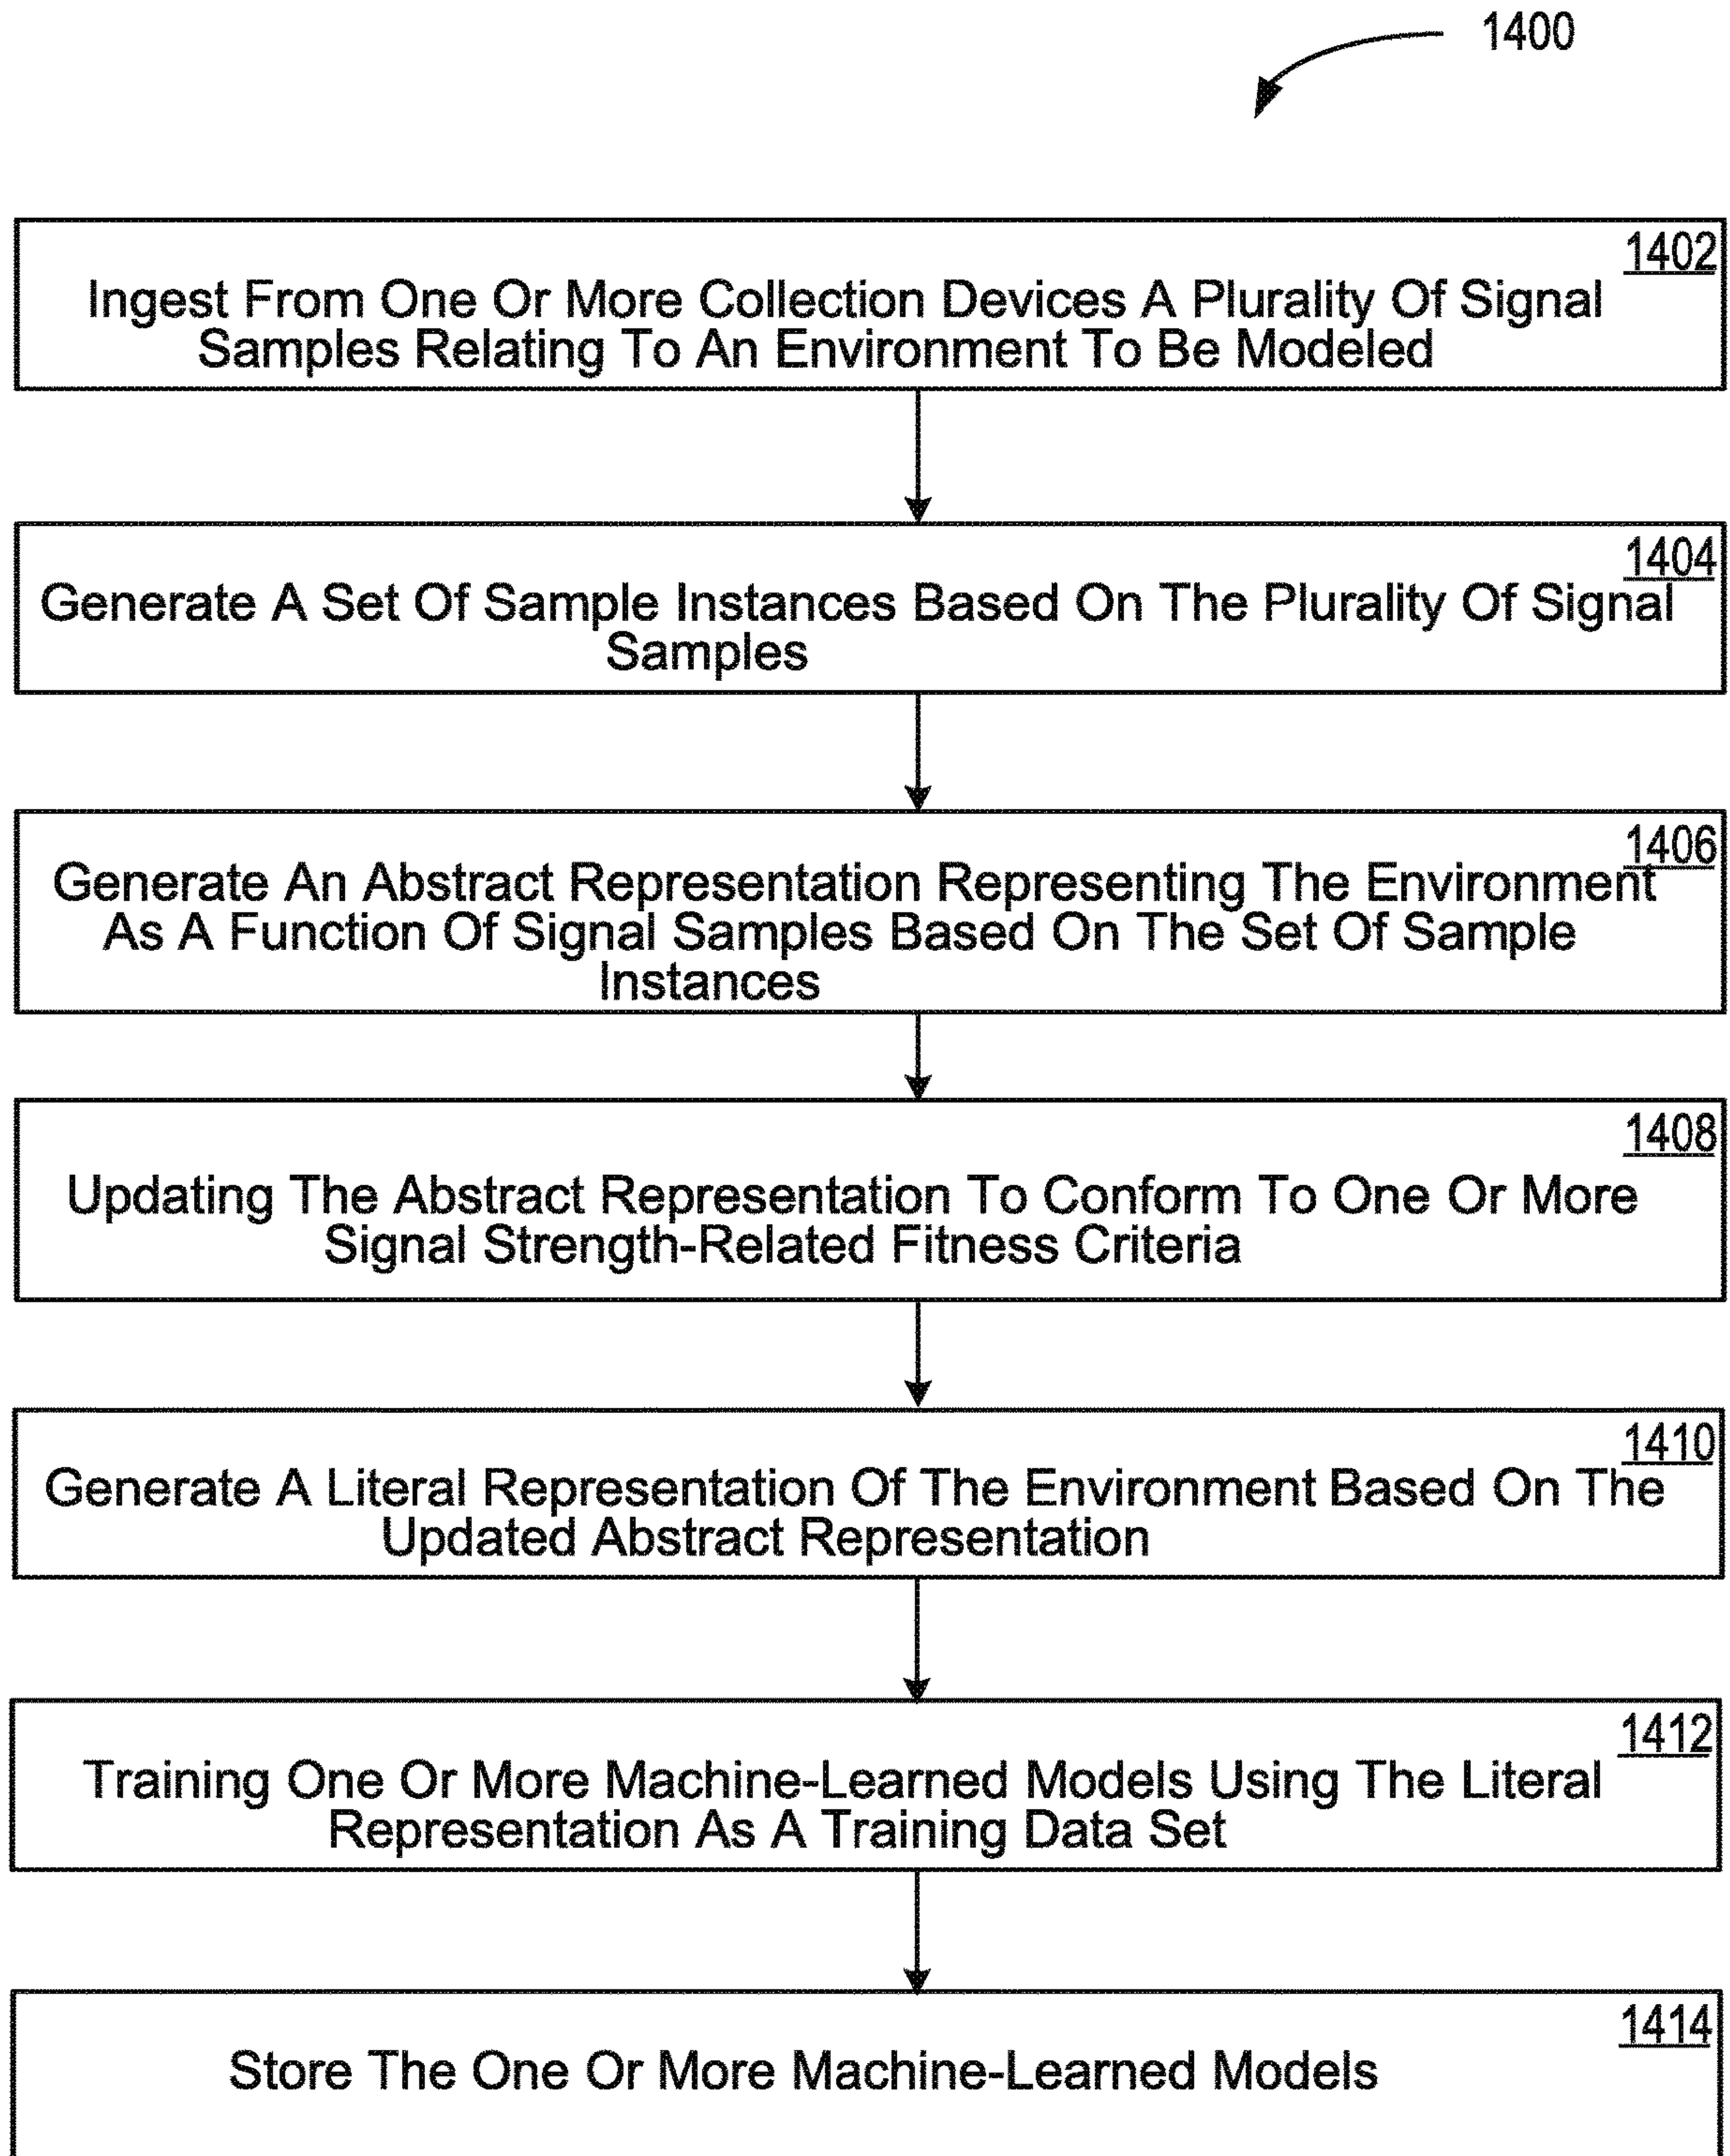 1400
1402
Ingest From One Or More Collection Devices A Plurality Of Signal
Samples Relating To An Environment To Be Modeled
1404
Generate A Set Of Sample Instances Based On The Plurality Of Signal
Samples
1406
Generate An Abstract Representation Representing The Environment
As A Function Of Signal Samples Based On The Set Of Sample
Instances
1408
Updating The Abstract Representation To Conform To One Or More
Signal Strength-Related Fitness Criteria
1410
Generate A Literal Representation Of The Environment Based On The
Updated Abstract Representation
1412
Training One Or More Machine-Learned Models Using The Literal
Representation As A Training Data Set
1414
Store The One Or More Machine-Learned Models